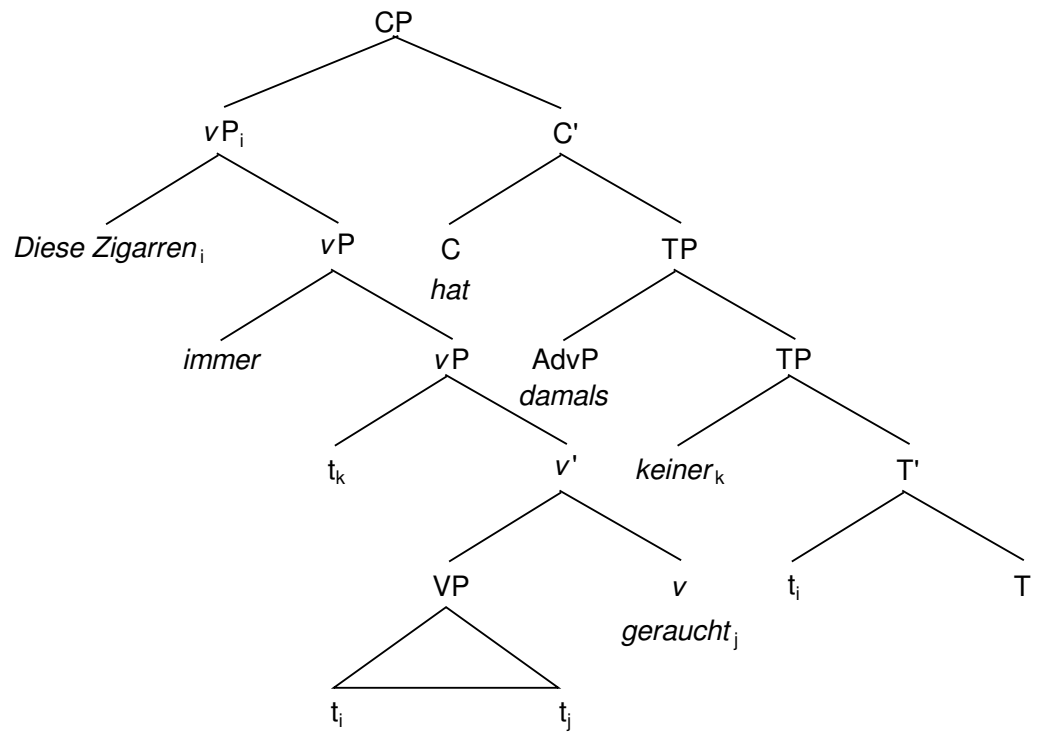 CP
vPᵢ C'
Diese Zigarrenᵢ vP C TP
hat
immer vP AdvP TP
damals
tₖ v' keinerₖ T'
VP v tᵢ T
gerauchtⱼ
tᵢ tⱼ